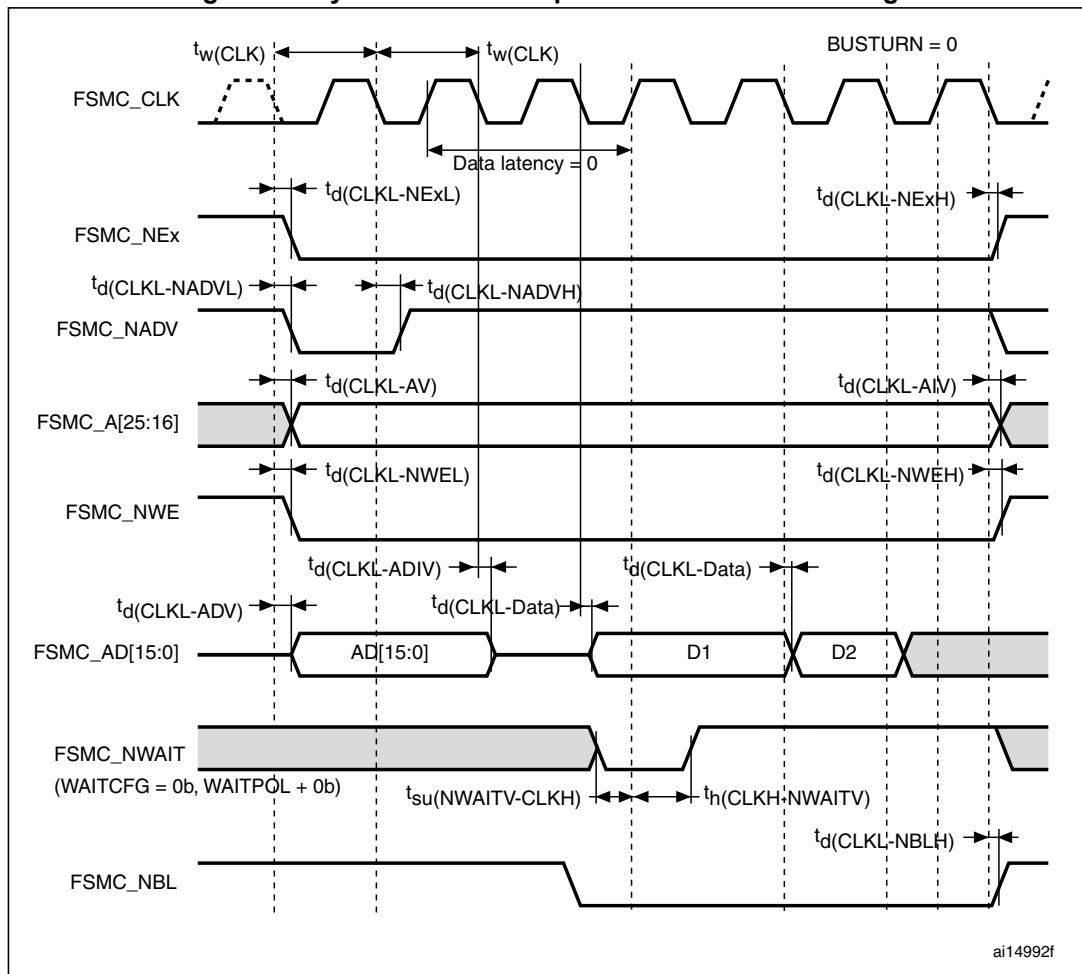 BUSTURN = 0
tw(CLK)
tw(CLK)
FSMC_CLK
Data latency = 0
td(CLKL-NExL)
td(CLKL-NExH)
FSMC_NEx
td(CLKL-NADVL)
td(CLKL-NADVH)
FSMC_NADV
td(CLKL-AV)
td(CLKL-AIV)
FSMC_A[25:16]
td(CLKL-NWEL)
td(CLKL-NWEH)
FSMC_NWE
td(CLKL-ADIV)
td(CLKL-Data)
td(CLKL-ADV)
td(CLKL-Data)
FSMC_AD[15:0]
AD[15:0]
D1
D2
FSMC_NWAIT
(WAITCFG = 0b, WAITPOL + 0b)
tsu(NWAITV-CLKH)
th(CLKH-NWAITV)
td(CLKL-NBLH)
FSMC_NBL
ai14992f